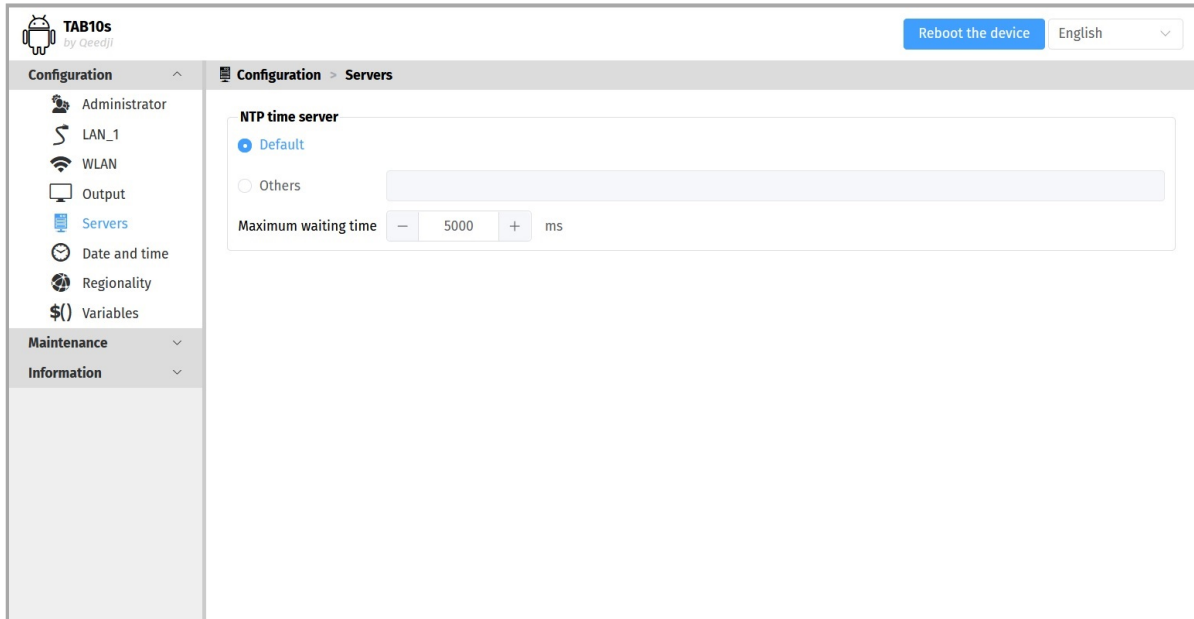 TAB10s
by Qeedji
Reboot the device
English
Configuration
Administrator
LAN_1
WLAN
Output
Servers
Date and time
Regionality
$() Variables
Maintenance
Information
Configuration > Servers
NTP time server
Default
Others
Maximum waiting time − 5000 + ms